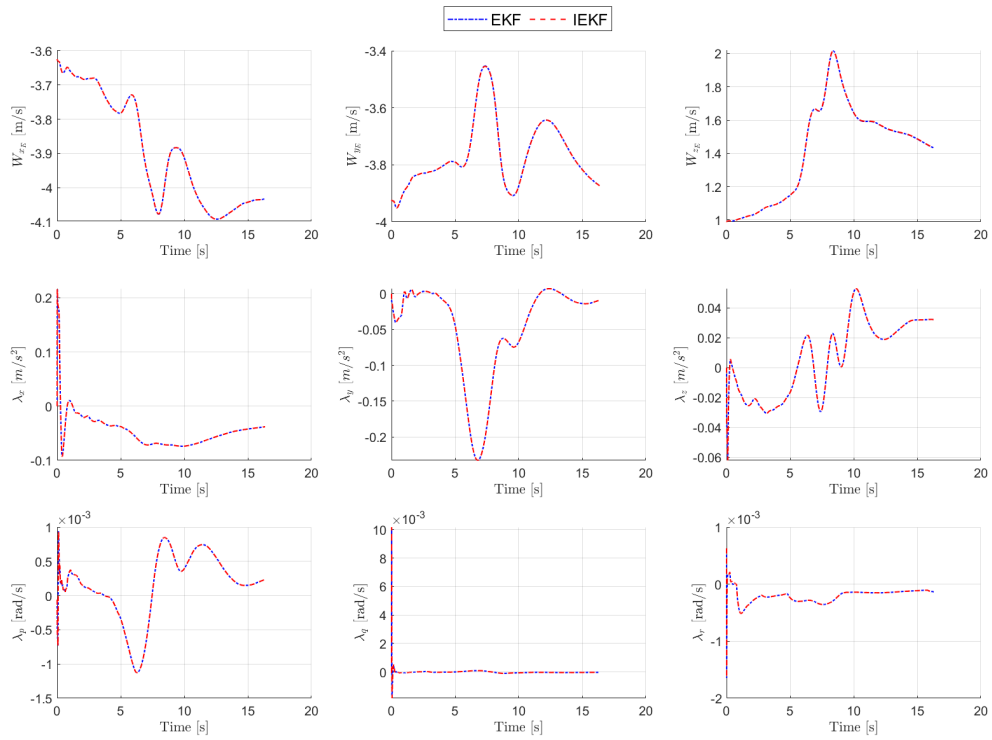 EKF IEKF
-3.6 -3.7 -3.8 -3.9 -4 -4.1
W_{x_E} [m/s]
0 5 10 15 20
Time [s]
-3.4 -3.6 -3.8 -4
W_{y_E} [m/s]
0 5 10 15 20
Time [s]
2 1.8 1.6 1.4 1.2 1
W_{z_E} [m/s]
0 5 10 15 20
Time [s]
0.2 0.1 0 -0.1
λ_x [m/s²]
0 5 10 15 20
Time [s]
0 -0.05 -0.1 -0.15 -0.2
λ_y [m/s²]
0 5 10 15 20
Time [s]
0.04 0.02 0 -0.02 -0.04 -0.06
λ_z [m/s²]
0 5 10 15 20
Time [s]
×10⁻³
1 0.5 0 -0.5 -1 -1.5
λ_p [rad/s]
0 5 10 15 20
Time [s]
×10⁻³
10 8 6 4 2 0
λ_q [rad/s]
0 5 10 15 20
Time [s]
×10⁻³
1 0 -1 -2
λ_r [rad/s]
0 5 10 15 20
Time [s]